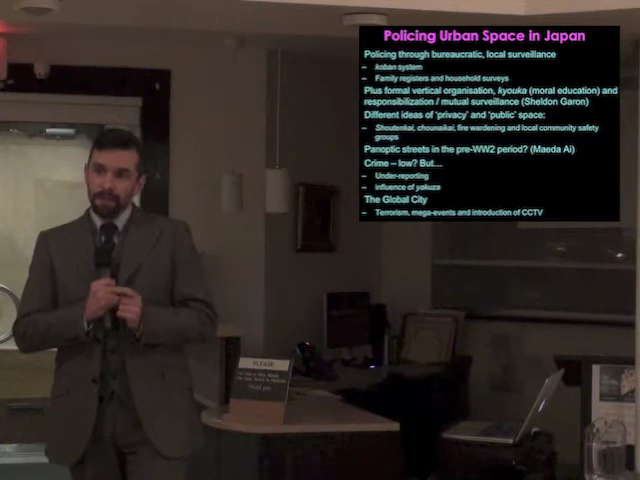 Policing Urban Space in Japan
Policing through bureaucratic, local surveillance
– koban system
– Family registers and household surveys
Plus formal vertical organisation, kyouka (moral education) and
responsibilization / mutual surveillance (Sheldon Garon)
Different ideas of 'privacy' and 'public' space:
– Shoutenkai, chounaikai, fire wardening and local community safety
groups
Panoptic streets in the pre-WW2 period? (Maeda Ai)
Crime – low? But…
– Under-reporting
– influence of yakuza
The Global City
– Terrorism, mega-events and introduction of CCTV
PLEASE